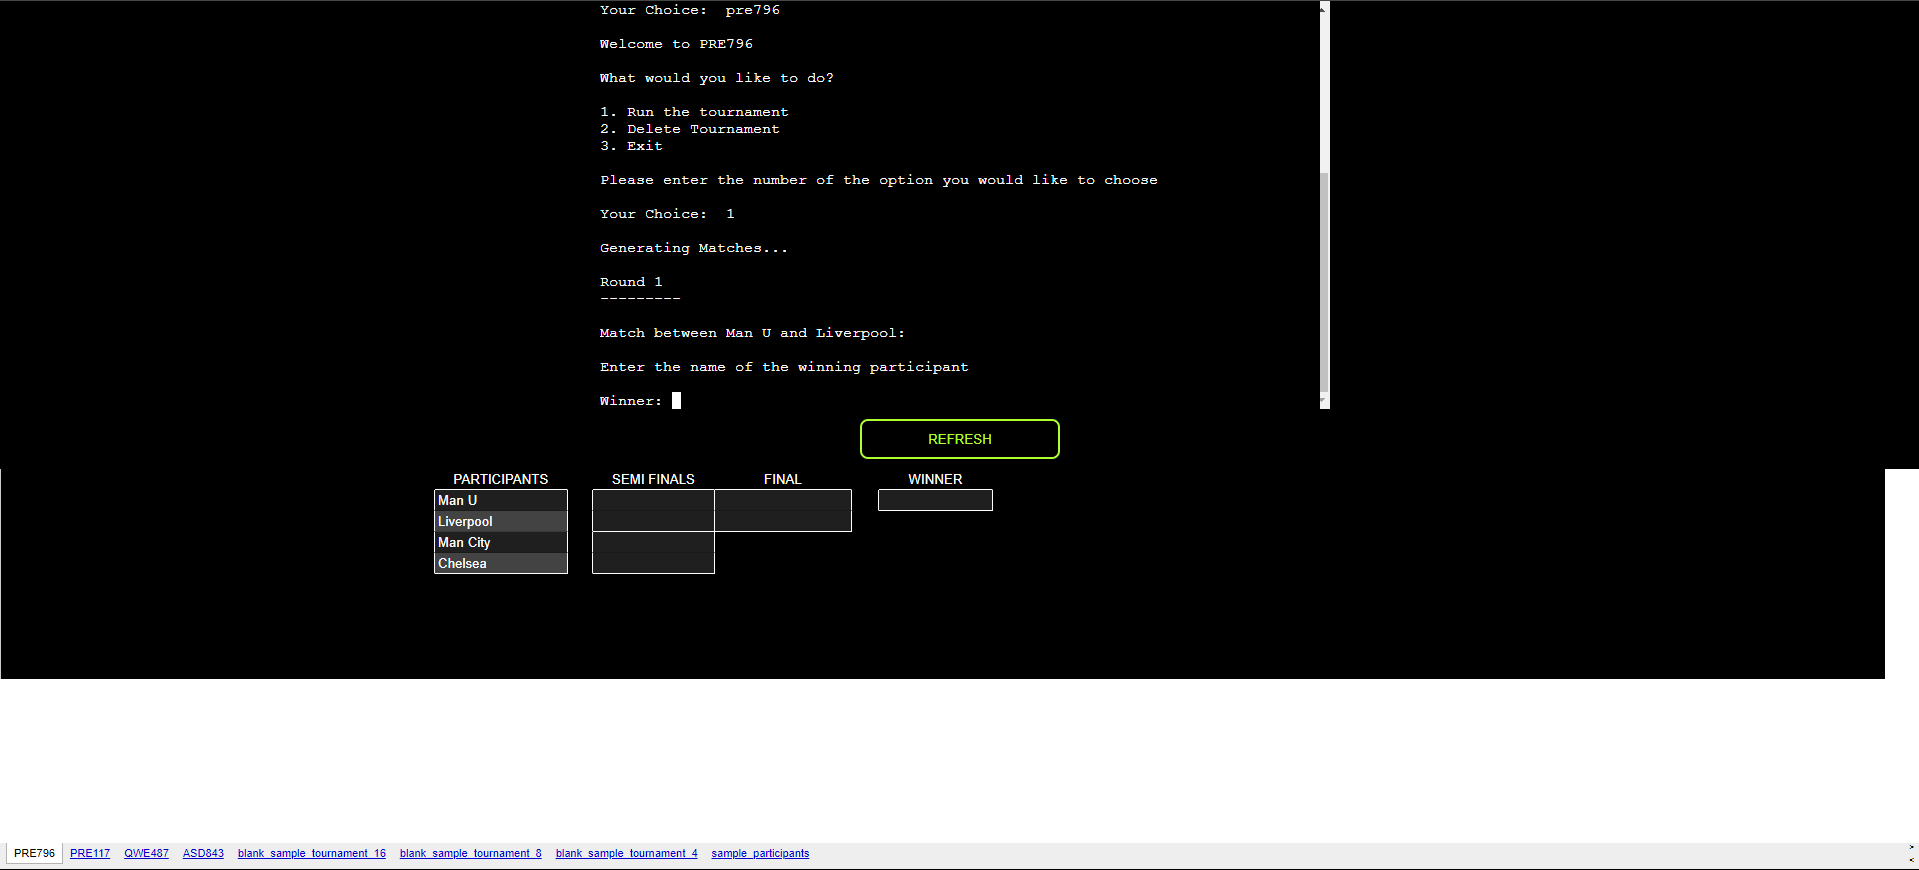 Your Choice:  pre796
Welcome to PRE796
What would you like to do?
1. Run the tournament
2. Delete Tournament
3. Exit
Please enter the number of the option you would like to choose
Your Choice:  1
Generating Matches...
Round 1
---------
Match between Man U and Liverpool:
Enter the name of the winning participant
Winner:
REFRESH
PARTICIPANTS SEMI FINALS FINAL WINNER
Man U
Liverpool
Man City
Chelsea
PRE796 PRE117 QWE487 ASD843 blank_sample_tournament_16 blank_sample_tournament_8 blank_sample_tournament_4 sample_participants